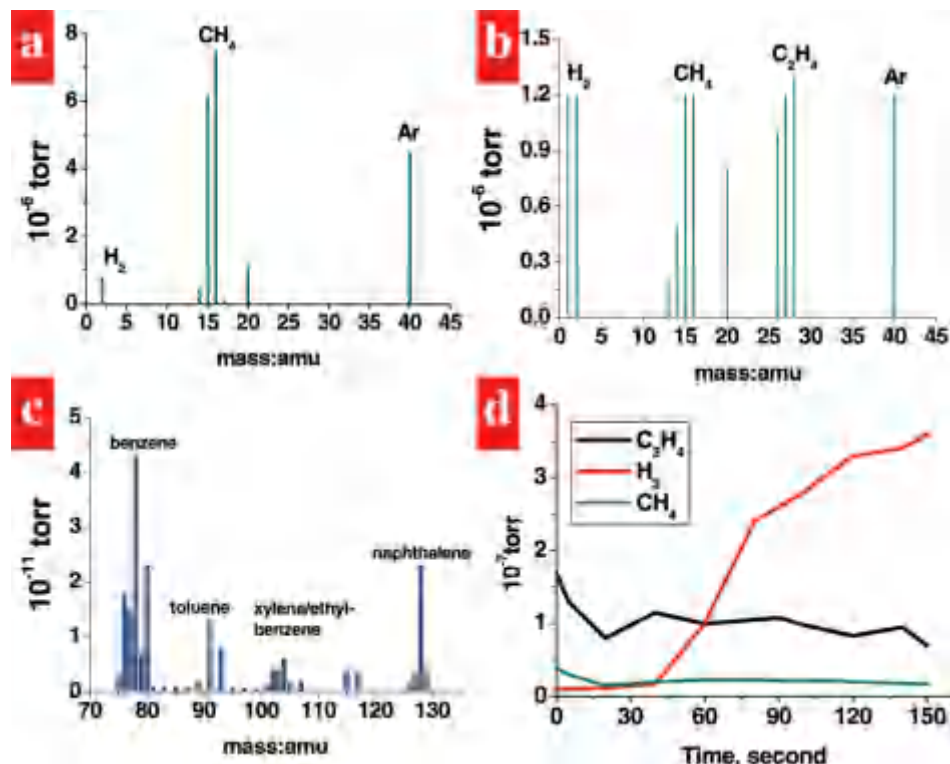 a
10⁻⁶ torr
8
6
4
2
0
H₂
CH₄
Ar
0 5 10 15 20 25 30 35 40 45
mass:amu
b
10⁻⁶ torr
1.5
1.2
0.9
0.6
0.3
0.0
H₂
CH₄
C₂H₄
Ar
0 5 10 15 20 25 30 35 40 45
mass:amu
c
10⁻¹¹ torr
5
4
3
2
1
0
benzene
toluene
xylene/ethyl-
benzene
naphthalene
70 80 90 100 110 120 130
mass:amu
d
10⁻⁷torr
4
3
2
1
0
C₂H₄
H₂
CH₄
0 30 60 90 120 150
Time, second